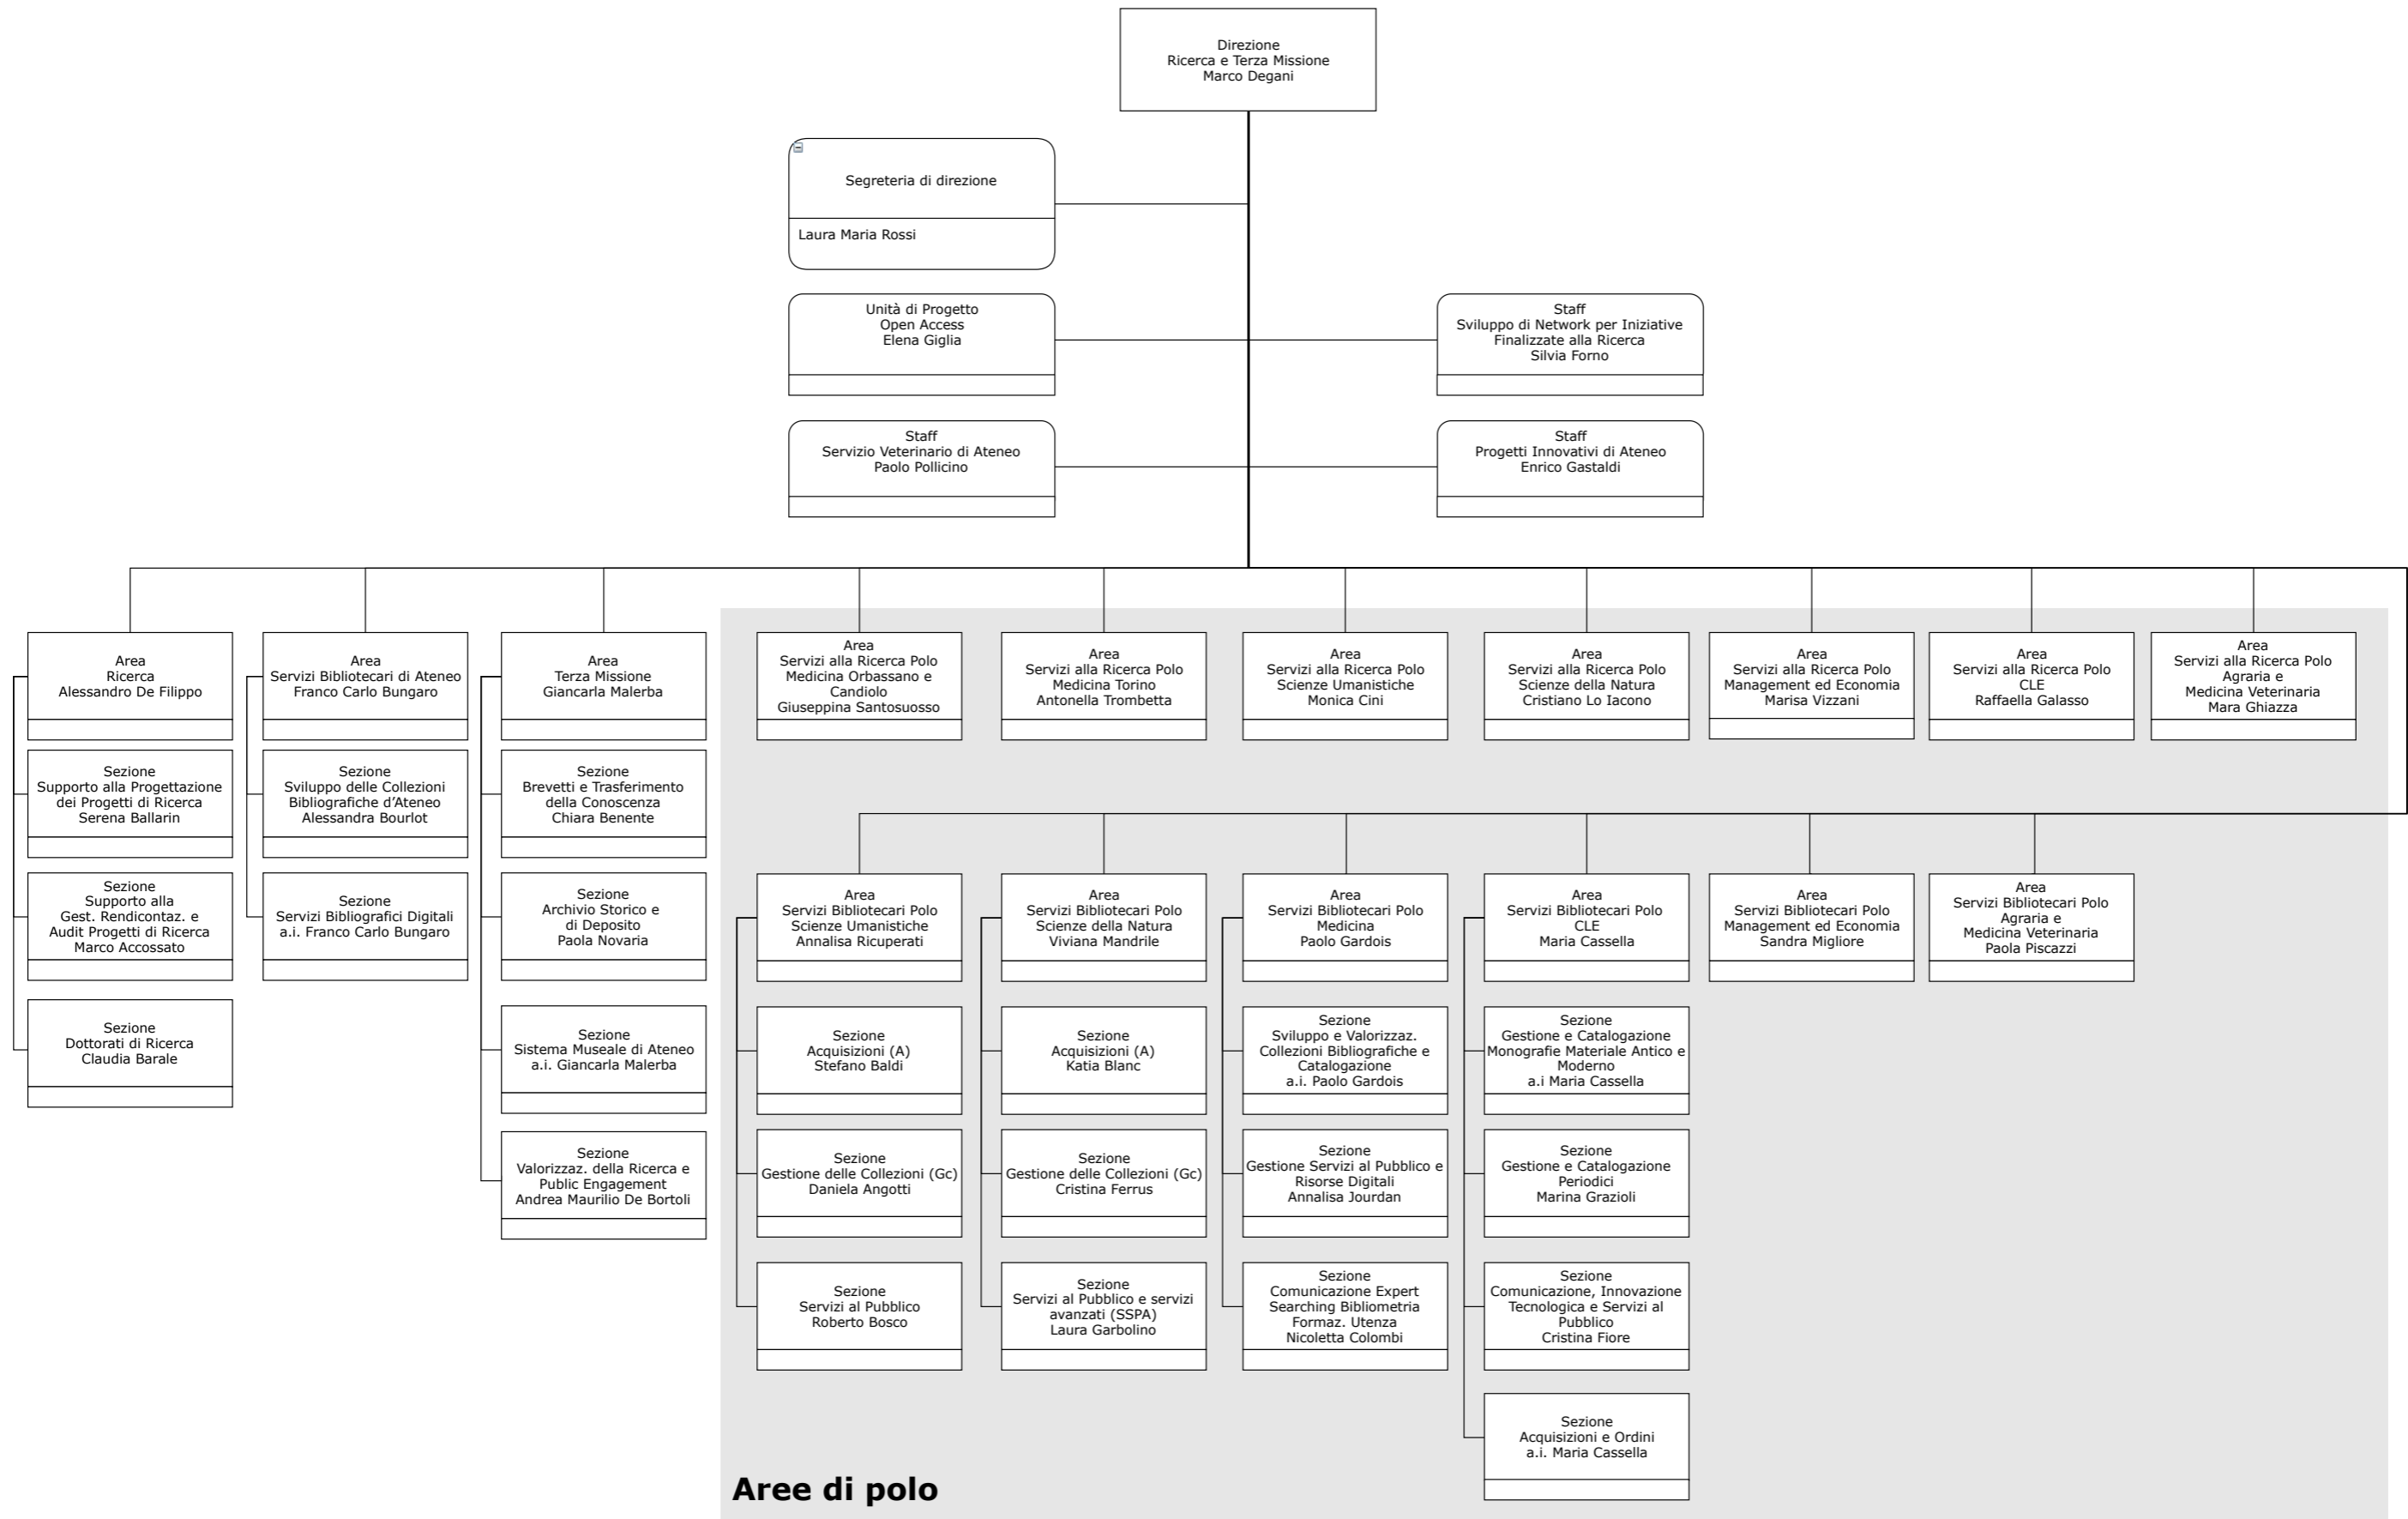 Direzione
Ricerca e Terza Missione
Marco Degani
Segreteria di direzione
Laura Maria Rossi
Unità di Progetto
Open Access
Elena Giglia
Staff
Sviluppo di Network per Iniziative
Finalizzate alla Ricerca
Silvia Forno
Staff
Servizio Veterinario di Ateneo
Paolo Pollicino
Staff
Progetti Innovativi di Ateneo
Enrico Gastaldi
Area
Ricerca
Alessandro De Filippo
Area
Servizi Bibliotecari di Ateneo
Franco Carlo Bungaro
Area
Terza Missione
Giancarla Malerba
Area
Servizi alla Ricerca Polo
Medicina Orbassano e
Candiolo
Giuseppina Santosuosso
Area
Servizi alla Ricerca Polo
Medicina Torino
Antonella Trombetta
Area
Servizi alla Ricerca Polo
Scienze Umanistiche
Monica Cini
Area
Servizi alla Ricerca Polo
Scienze della Natura
Cristiano Lo Iacono
Area
Servizi alla Ricerca Polo
Management ed Economia
Marisa Vizzani
Area
Servizi alla Ricerca Polo
CLE
Raffaella Galasso
Area
Servizi alla Ricerca Polo
Agraria e
Medicina Veterinaria
Mara Ghiazza
Sezione
Supporto alla Progettazione
dei Progetti di Ricerca
Serena Ballarin
Sezione
Sviluppo delle Collezioni
Bibliografiche d'Ateneo
Alessandra Bourlot
Sezione
Brevetti e Trasferimento
della Conoscenza
Chiara Benente
Sezione
Supporto alla
Gest. Rendicontaz. e
Audit Progetti di Ricerca
Marco Accossato
Sezione
Servizi Bibliografici Digitali
a.i. Franco Carlo Bungaro
Sezione
Archivio Storico e
di Deposito
Paola Novaria
Area
Servizi Bibliotecari Polo
Scienze Umanistiche
Annalisa Ricuperati
Area
Servizi Bibliotecari Polo
Scienze della Natura
Viviana Mandrile
Area
Servizi Bibliotecari Polo
Medicina
Paolo Gardois
Area
Servizi Bibliotecari Polo
CLE
Maria Cassella
Area
Servizi Bibliotecari Polo
Management ed Economia
Sandra Migliore
Area
Servizi Bibliotecari Polo
Agraria e
Medicina Veterinaria
Paola Piscazzi
Sezione
Dottorati di Ricerca
Claudia Barale
Sezione
Sistema Museale di Ateneo
a.i. Giancarla Malerba
Sezione
Acquisizioni (A)
Stefano Baldi
Sezione
Acquisizioni (A)
Katia Blanc
Sezione
Sviluppo e Valorizzaz.
Collezioni Bibliografiche e
Catalogazione
a.i. Paolo Gardois
Sezione
Gestione e Catalogazione
Monografie Materiale Antico e
Moderno
a.i Maria Cassella
Sezione
Valorizzaz. della Ricerca e
Public Engagement
Andrea Maurilio De Bortoli
Sezione
Gestione delle Collezioni (Gc)
Daniela Angotti
Sezione
Gestione delle Collezioni (Gc)
Cristina Ferrus
Sezione
Gestione Servizi al Pubblico e
Risorse Digitali
Annalisa Jourdan
Sezione
Gestione e Catalogazione
Periodici
Marina Grazioli
Sezione
Servizi al Pubblico
Roberto Bosco
Sezione
Servizi al Pubblico e servizi
avanzati (SSPA)
Laura Garbolino
Sezione
Comunicazione Expert
Searching Bibliometria
Formaz. Utenza
Nicoletta Colombi
Sezione
Comunicazione, Innovazione
Tecnologica e Servizi al
Pubblico
Cristina Fiore
Sezione
Acquisizioni e Ordini
a.i. Maria Cassella
Aree di polo